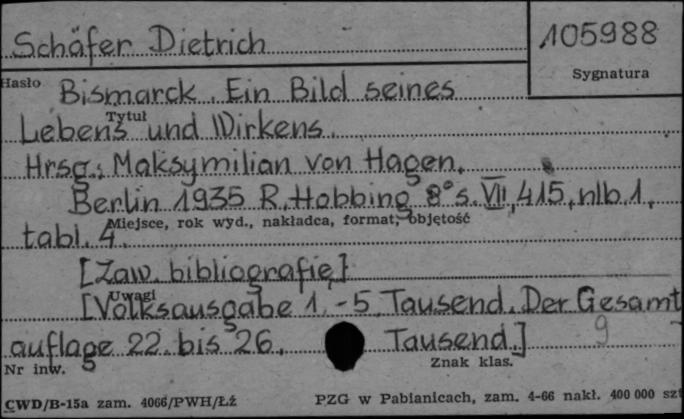 Schäfer Dietrich
105988
Sygnatura
Hasło
Bismarck. Ein Bild seines
Tytuł
Lebens und Wirkens.
Hrsg.: Maksymilian von Hagen.
Berlin 1935 R. Hobbing 8° s. VII, 415, nlb. 1,
Miejsce, rok wyd., nakładca, format, objętość
tabl. 4.
[Zaw. bibliografię]
Uwagi
[Volksausgabe 1.-5. Tausend. Der Gesamt
auflage 22. bis 26. Tausend.]
9
Nr inw.
Znak klas.
CWD/B-15a zam. 4066/PWH/Łź
PZG w Pabianicach, zam. 4-66 nakł. 400 000 szt